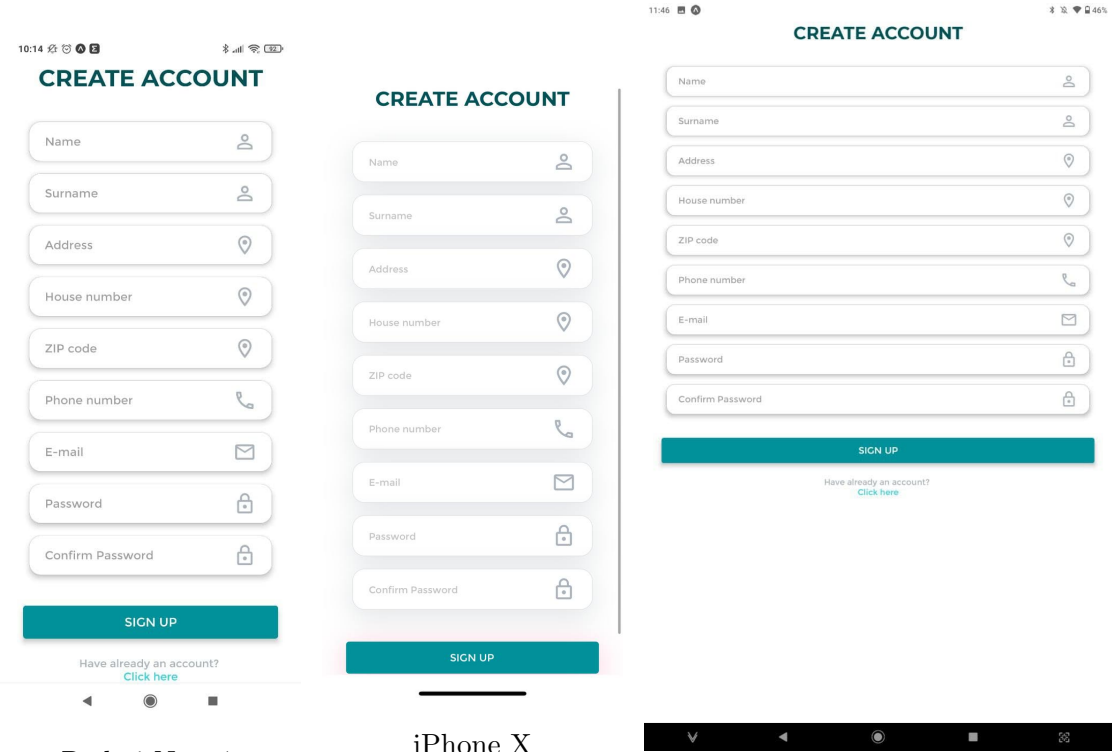 10:14
92
CREATE ACCOUNT
Name
Surname
Address
House number
ZIP code
Phone number
E-mail
Password
Confirm Password
SIGN UP
Have already an account?
Click here
CREATE ACCOUNT
Name
Surname
Address
House number
ZIP code
Phone number
E-mail
Password
Confirm Password
SIGN UP
iPhone X
11:46
46%
CREATE ACCOUNT
Name
Surname
Address
House number
ZIP code
Phone number
E-mail
Password
Confirm Password
SIGN UP
Have already an account?
Click here